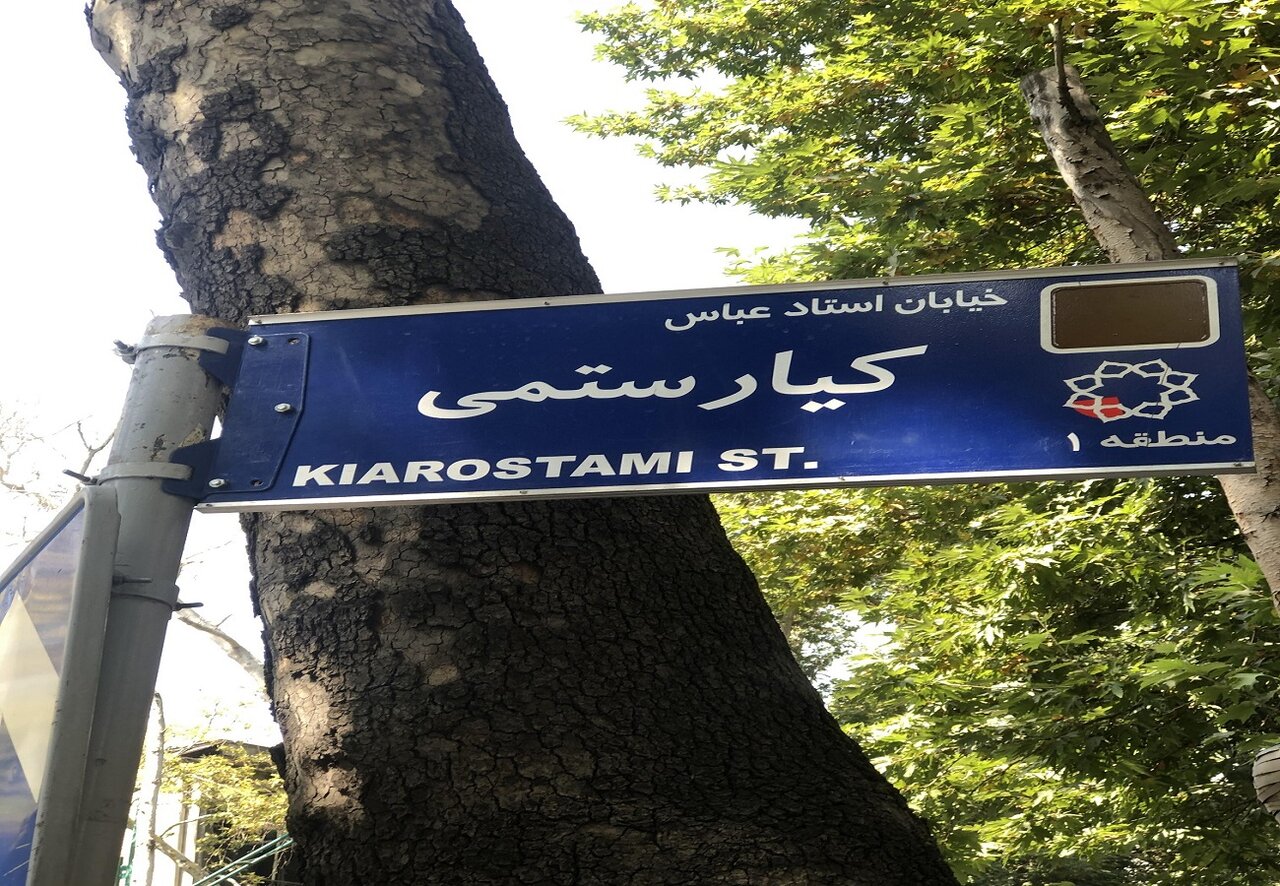 خیابان استاد عباس
کیارستمی
KIAROSTAMI ST.
منطقه ۱